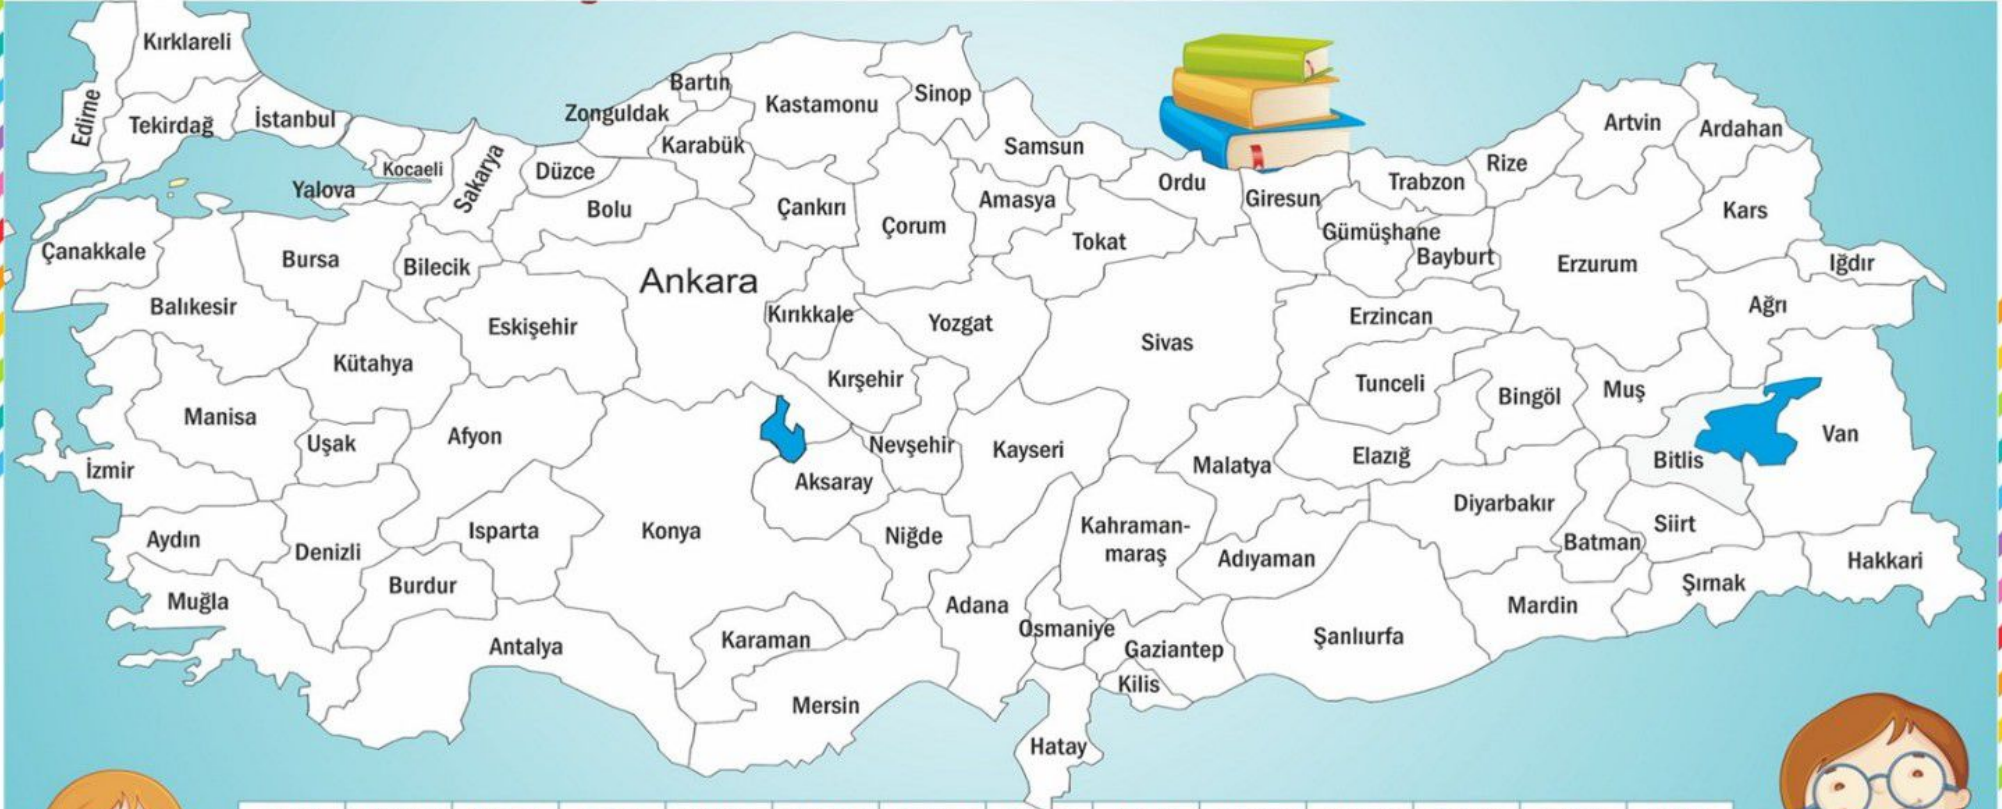 Kırklareli
Edirne
Tekirdağ
İstanbul
Kocaeli
Yalova
Sakarya
Düzce
Zonguldak
Bartın
Karabük
Kastamonu
Sinop
Samsun
Bolu
Çankırı
Çorum
Amasya
Tokat
Ordu
Giresun
Trabzon
Rize
Artvin
Ardahan
Gümüşhane
Bayburt
Erzurum
Kars
Iğdır
Ağrı
Çanakkale
Balıkesir
Bursa
Bilecik
Eskişehir
Ankara
Kırıkkale
Yozgat
Sivas
Erzincan
Kütahya
Kırşehir
Tunceli
Bingöl
Muş
Manisa
Uşak
Afyon
Nevşehir
Kayseri
Malatya
Elazığ
Bitlis
Van
İzmir
Aksaray
Diyarbakır
Aydın
Denizli
Isparta
Konya
Niğde
Kahraman-
maraş
Adıyaman
Batman
Siirt
Hakkari
Muğla
Burdur
Antalya
Karaman
Mersin
Adana
Osmaniye
Gaziantep
Kilis
Hatay
Şanlıurfa
Mardin
Şırnak